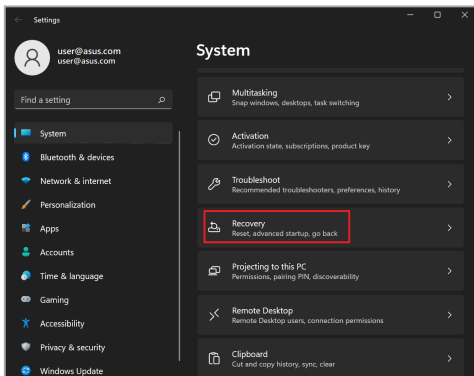 Settings
user@asus.com
user@asus.com
Find a setting
System
Bluetooth & devices
Network & internet
Personalization
Apps
Accounts
Time & language
Gaming
Accessibility
Privacy & security
Windows Update
System
Multitasking
Snap windows, desktops, task switching
Activation
Activation state, subscriptions, product key
Troubleshoot
Recommended troubleshooters, preferences, history
Recovery
Reset, advanced startup, go back
Projecting to this PC
Permissions, pairing PIN, discoverability
Remote Desktop
Remote Desktop users, connection permissions
Clipboard
Cut and copy history, sync, clear